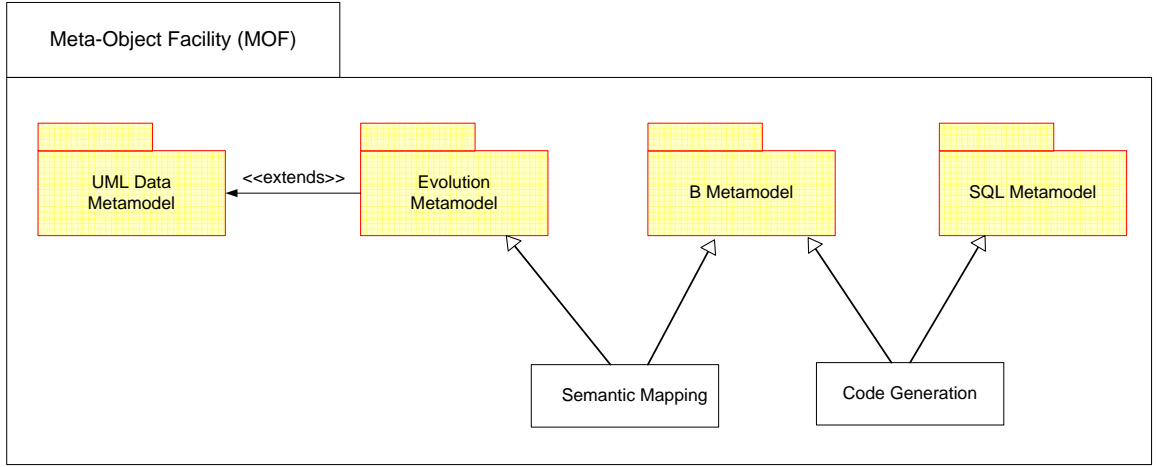 Meta-Object Facility (MOF)
UML Data
Metamodel
<<extends>>
Evolution
Metamodel
B Metamodel
SQL Metamodel
Semantic Mapping
Code Generation